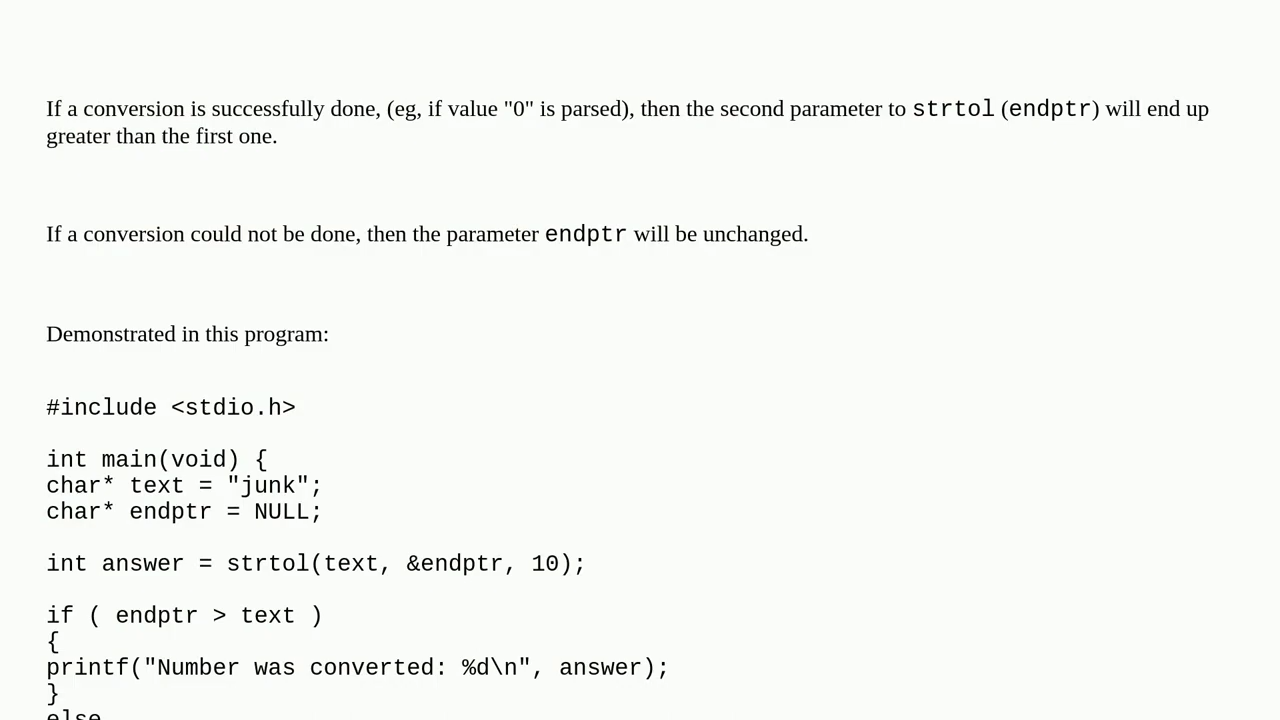 If a conversion is successfully done, (eg, if value "0" is parsed), then the second parameter to strtol (endptr) will end up
greater than the first one.
If a conversion could not be done, then the parameter endptr will be unchanged.
Demonstrated in this program:
#include <stdio.h>
int main(void) {
char* text = "junk";
char* endptr = NULL;
int answer = strtol(text, &endptr, 10);
if ( endptr > text )
{
printf("Number was converted: %d\n", answer);
}
else